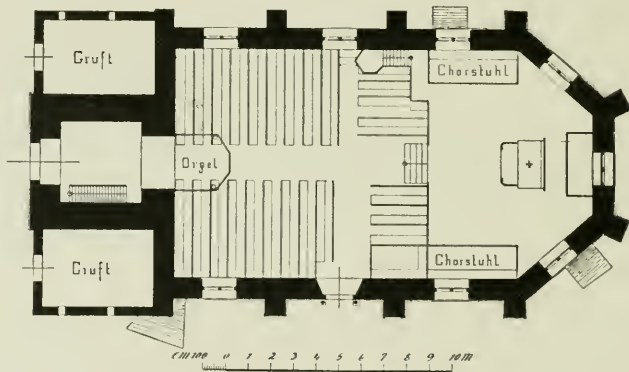 Gruft
Chorstuhl
Orgel
Gruft
Chorstuhl
cm 100 0 1 2 3 4 5 6 7 8 9 10 m